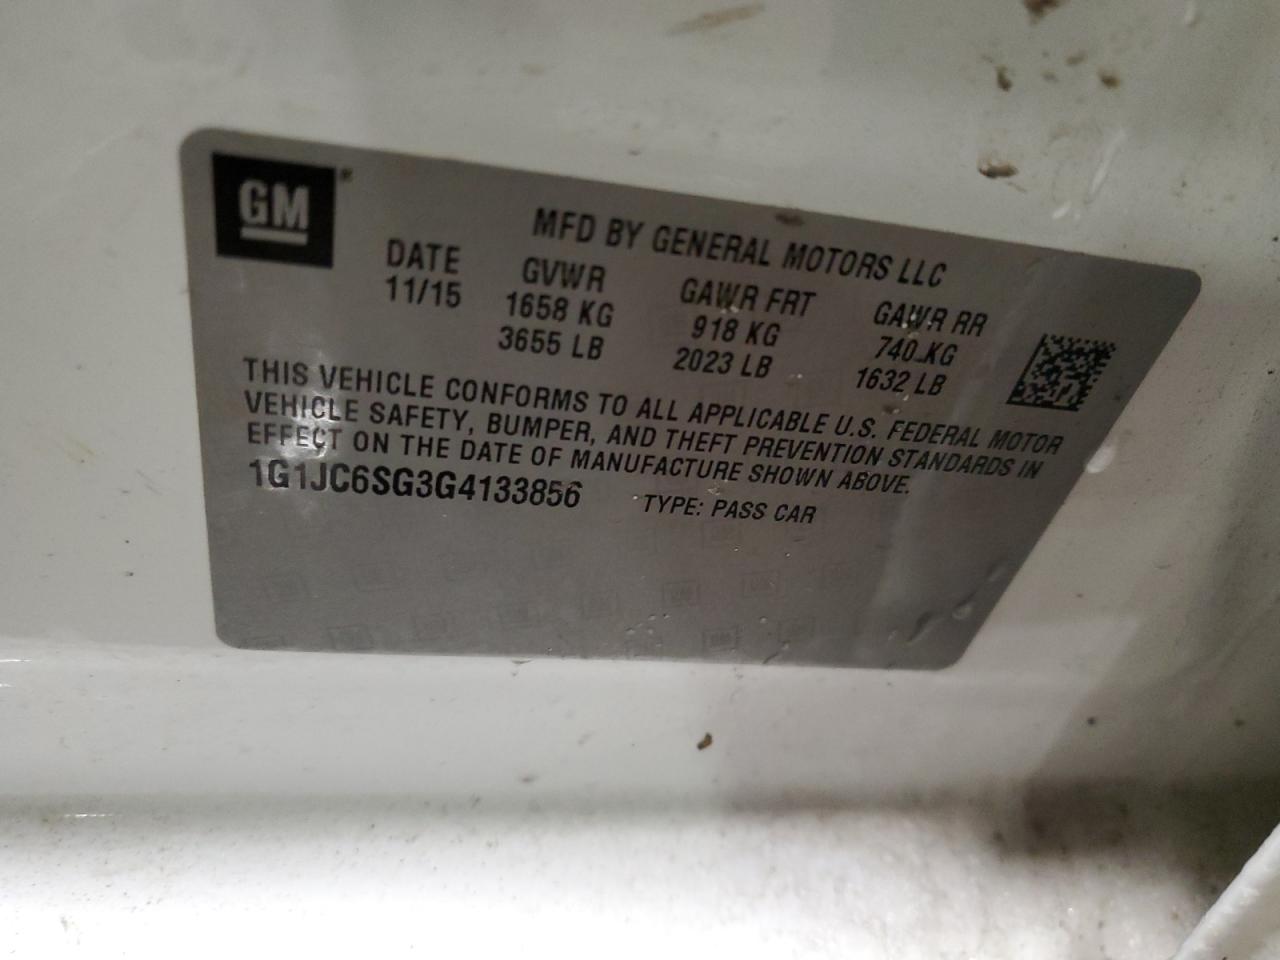 GM
MFD BY GENERAL MOTORS LLC
DATE GVWR GAWR FRT GAWR RR
11/15 1658 KG 918 KG 740 KG
3655 LB 2023 LB 1632 LB
THIS VEHICLE CONFORMS TO ALL APPLICABLE U.S. FEDERAL MOTOR
VEHICLE SAFETY, BUMPER, AND THEFT PREVENTION STANDARDS IN
EFFECT ON THE DATE OF MANUFACTURE SHOWN ABOVE.
1G1JC6SG3G4133856 TYPE: PASS CAR